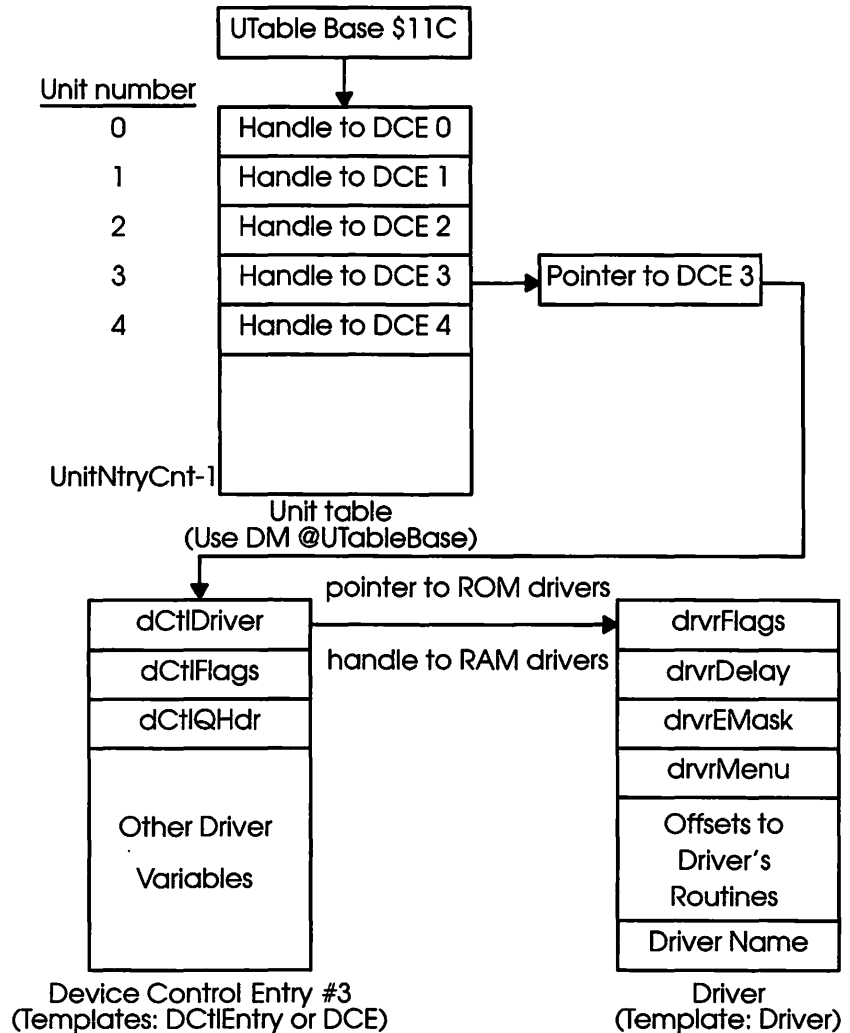 UTable Base $11C
Unit number
0 Handle to DCE 0
1 Handle to DCE 1
2 Handle to DCE 2
3 Handle to DCE 3 Pointer to DCE 3
4 Handle to DCE 4
UnitNtryCnt-1
Unit table
(Use DM @UTableBase)
pointer to ROM drivers
handle to RAM drivers
dCtlDriver
dCtlFlags
dCtlQHdr
Other Driver
Variables
Device Control Entry #3
(Templates: DCtlEntry or DCE)
drvrFlags
drvrDelay
drvrEMask
drvrMenu
Offsets to
Driver's
Routines
Driver Name
Driver
(Template: Driver)